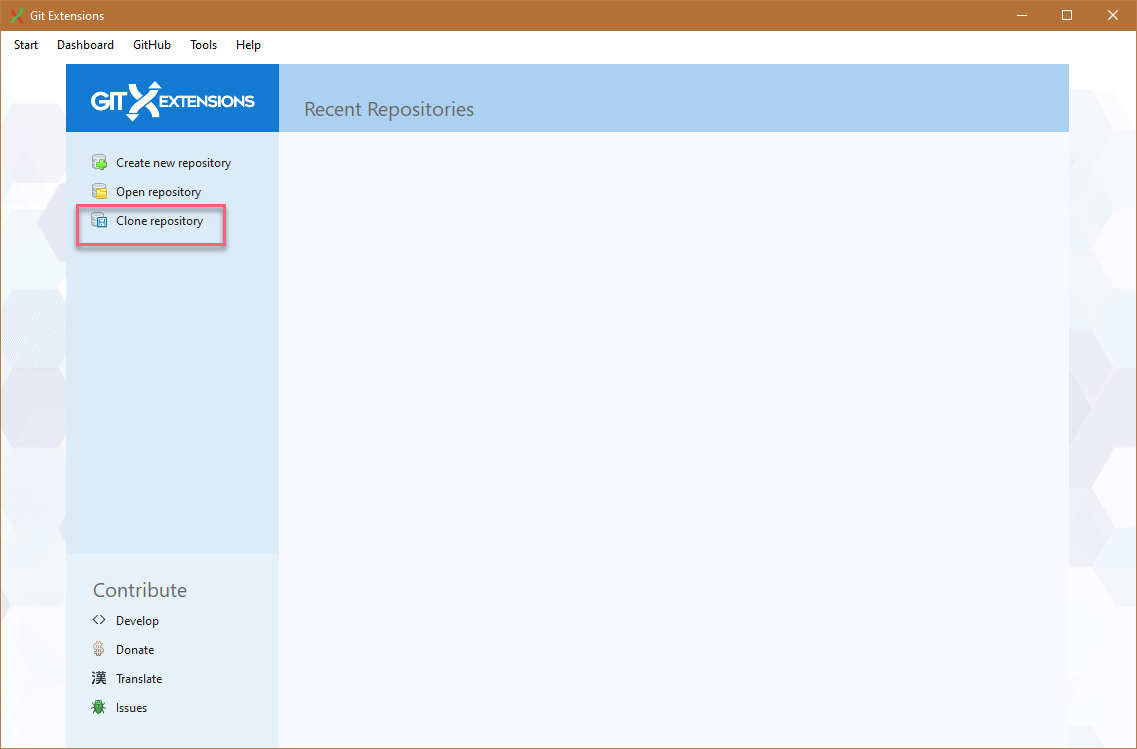 Git Extensions
Start Dashboard GitHub Tools Help
GIT EXTENSIONS
Recent Repositories
Create new repository
Open repository
Clone repository
Contribute
Develop
Donate
漢 Translate
Issues